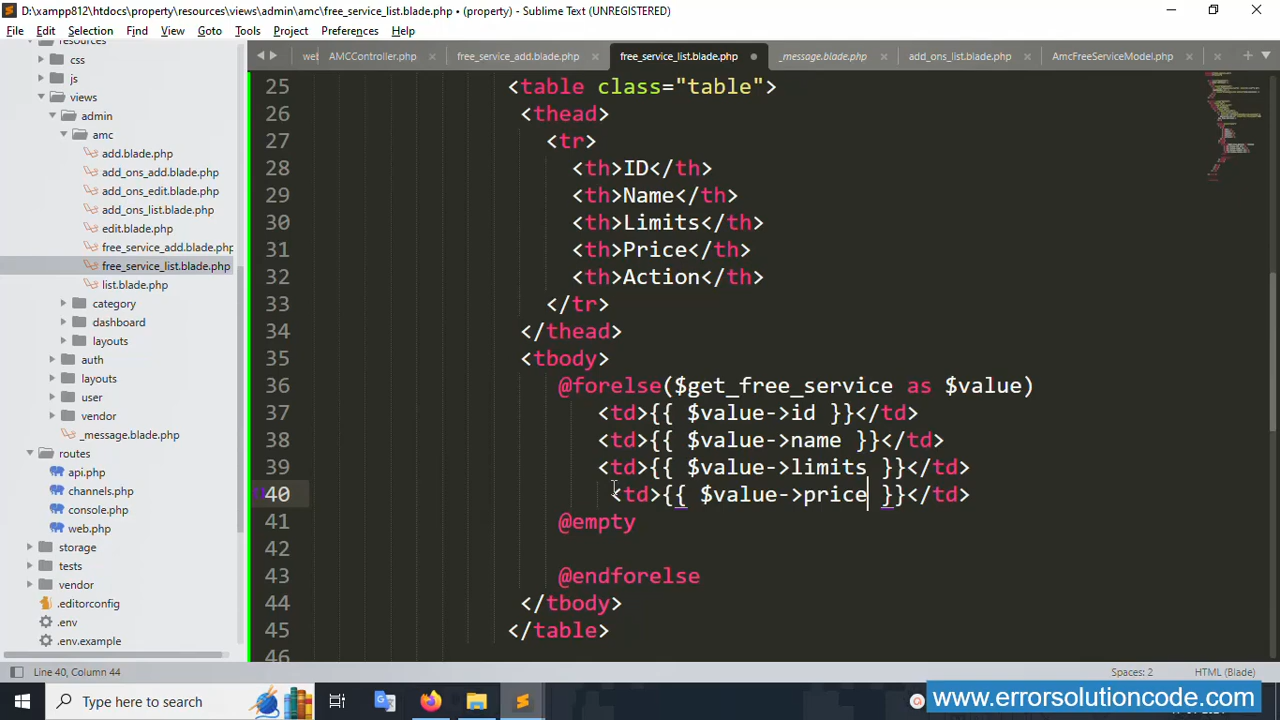 D:\xampp812\htdocs\property\resources\views\admin\amc\free_service_list.blade.php • (property) - Sublime Text (UNREGISTERED)
File Edit Selection Find View Goto Tools Project Preferences Help
AMCController.php free_service_add.blade.php free_service_list.blade.php _message.blade.php add_ons_list.blade.php AmcFreeServiceModel.php
resources
css
js
views
admin
amc
add.blade.php
add_ons_add.blade.php
add_ons_edit.blade.php
add_ons_list.blade.php
edit.blade.php
free_service_add.blade.php
free_service_list.blade.php
list.blade.php
category
dashboard
layouts
auth
layouts
user
vendor
_message.blade.php
routes
api.php
channels.php
console.php
web.php
storage
tests
vendor
.editorconfig
.env
.env.example
25 <table class="table">
26 <thead>
27 <tr>
28 <th>ID</th>
29 <th>Name</th>
30 <th>Limits</th>
31 <th>Price</th>
32 <th>Action</th>
33 </tr>
34 </thead>
35 <tbody>
36 @forelse($get_free_service as $value)
37 <td>{{ $value->id }}</td>
38 <td>{{ $value->name }}</td>
39 <td>{{ $value->limits }}</td>
40 <td>{{ $value->price }}</td>
41 @empty
42
43 @endforelse
44 </tbody>
45 </table>
46
Line 40, Column 44 Spaces: 2 HTML (Blade)
Type here to search
www.errorsolutioncode.com